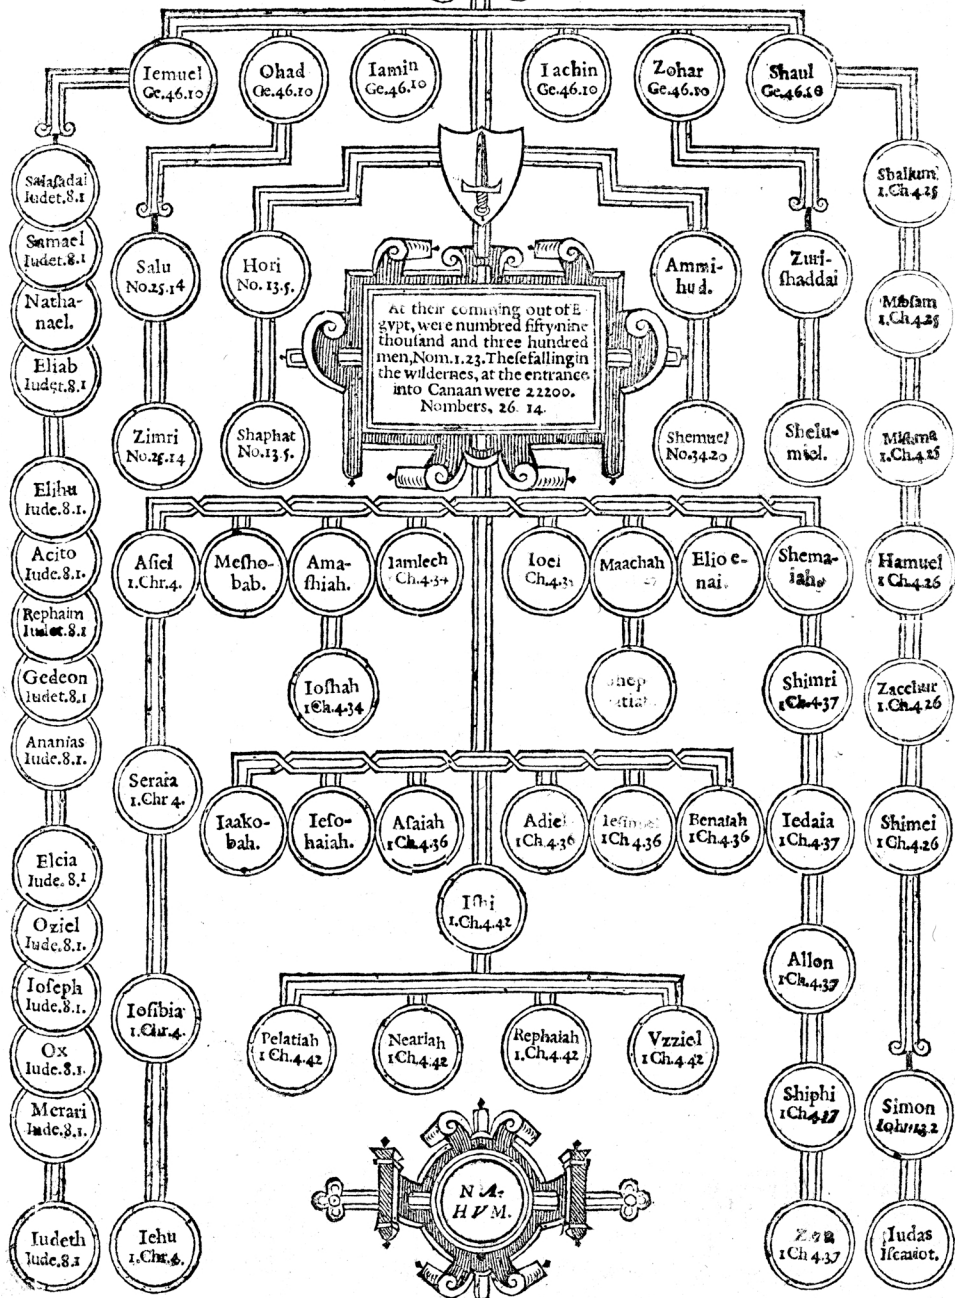 Iemuel
Ge.46.10
Ohad
Ge.46.10
Iamin
Ge.46.10
Iachin
Ge.46.10
Zohar
Ge.46.10
Shaul
Ge.46.10
Salaſadai
Iudet.8.1
Samael
Iudet.8.1
Natha-
nael.
Eliab
Iudet.8.1
Salu
No.25.14
Hori
No. 13.5.
Ammi-
hud.
Zuri-
ſhaddai
Shallum
1.Ch.4.25
Mibſam
1.Ch.4.25
At their comming out of E
gypt, were numbred fifty nine
thouſand and three hundred
men, Nom.1.23. Theſe falling in
the wildernes, at the entrance
into Canaan were 22200.
Nombers, 26 14.
Zimri
No.25.14
Shaphat
No.13.5.
Shemuel
No.34.20
Shelu-
miel.
Miſhma
1.Ch.4.25
Elihu
Iude.8.1.
Acito
Iude.8.1.
Rephaim
Iudet.8.1
Gedeon
Iudet.8.1
Ananias
Iude.8.1.
Aſiel
1.Chr.4.
Meſho-
bab.
Ama-
ſhiah.
Iamlech
Ch.4.34
Ioel
Ch.4.35
Maachah
Elioe-
nai.
Shema-
iah.
Hamuel
1 Ch.4.26
Ioſhah
1 Ch.4.34
Shimri
1 Ch.4.37
Zacchur
1.Ch.4.26
Seraia
1.Chr 4.
Iaako-
bah.
Ieſo-
haiah.
Aſaiah
1 Ch.4.36
Adiel
1 Ch.4.36
1 Ch.4.36
Benaiah
1 Ch.4.36
Iedaia
1 Ch.4.37
Shimei
1 Ch.4.26
Elcia
Iude.8.1
Oziel
Iude.8.1.
Ioſeph
Iude.8.1.
Ox
Iude.8.1.
Merari
Iude.8.1.
Iſhi
1.Ch.4.42
Allon
1 Ch.4.37
Ioſibia
1.Chr.4.
Pelatiah
1 Ch.4.42
Neariah
1 Ch.4.42
Rephaiah
1.Ch.4.42
Vzziel
1 Ch.4.42
Shiphi
1 Ch.4.37
Simon
Ioh.13.2
NA-
HVM.
Iudeth
Iude.8.1
Iehu
1.Chr.4.
1 Ch.4.37
Iudas
Iſcariot.